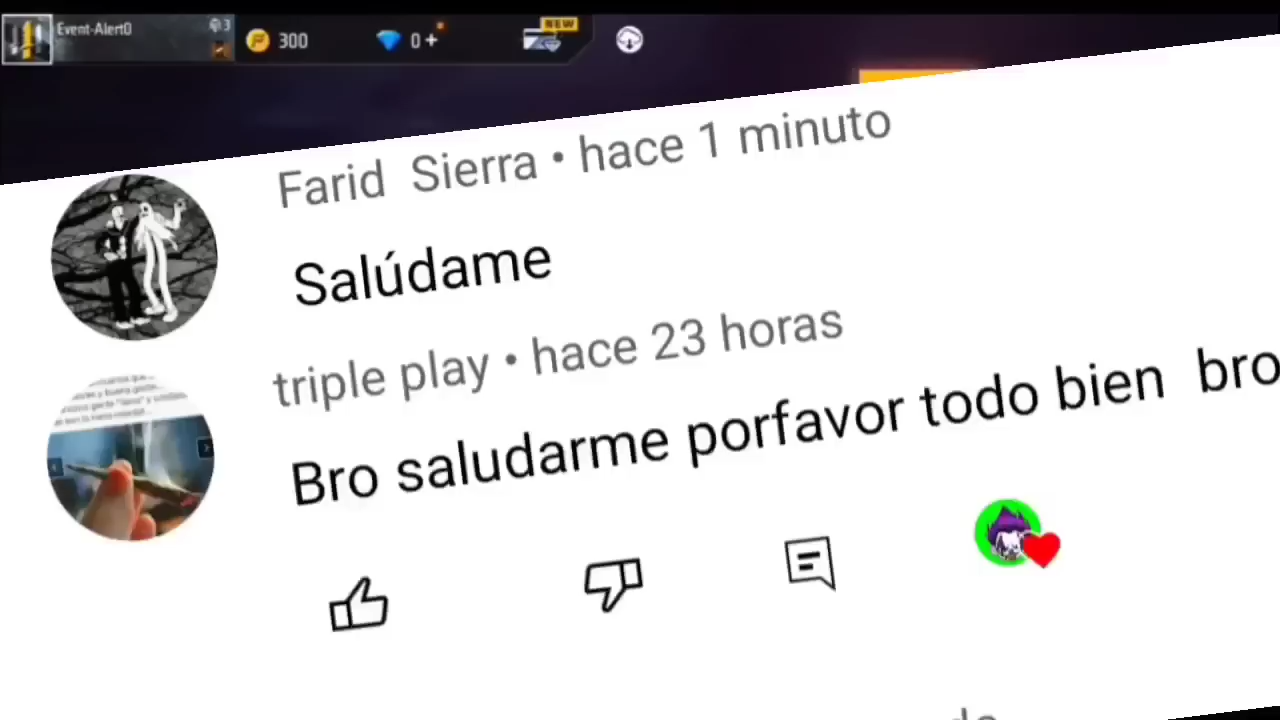 Event-Alert0
3
300
0 +
NEW
Farid Sierra • hace 1 minuto
Salúdame
triple play • hace 23 horas
Bro saludarme porfavor todo bien bro